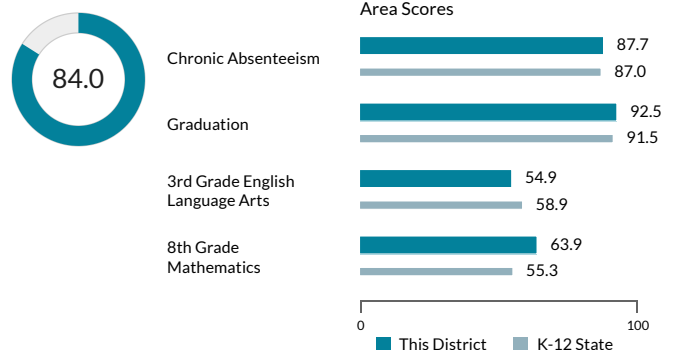 Area Scores
84.0
Chronic Absenteeism
87.7
87.0
Graduation
92.5
91.5
3rd Grade English
Language Arts
54.9
58.9
8th Grade
Mathematics
63.9
55.3
0 100
This District K-12 State